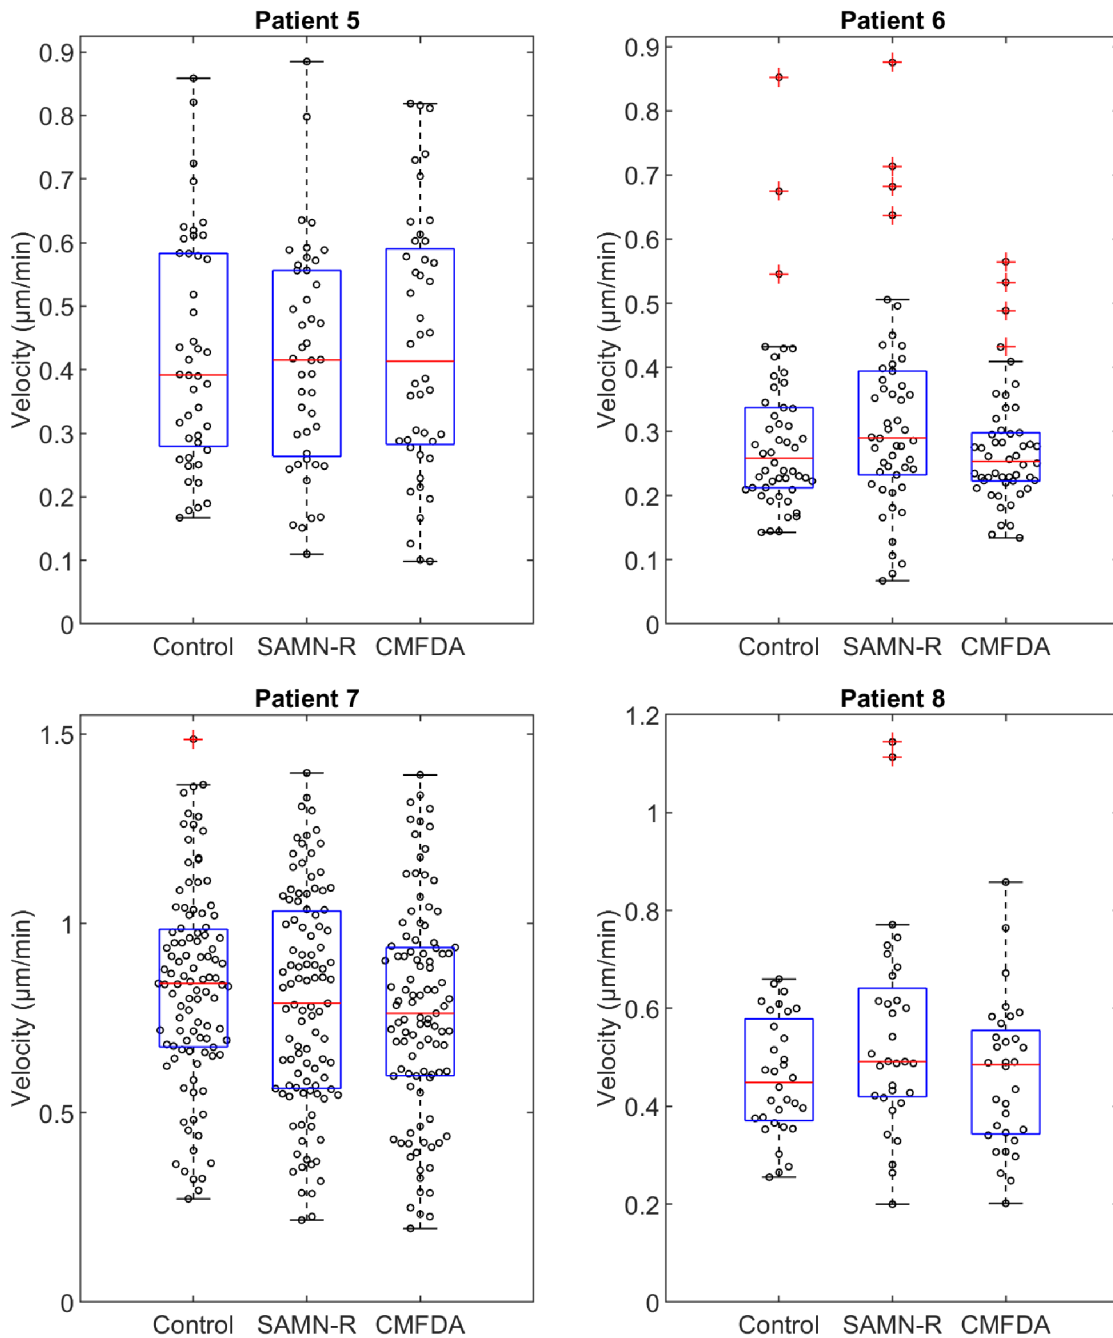 Patient 5
Velocity (µm/min)
0.9
0.8
0.7
0.6
0.5
0.4
0.3
0.2
0.1
0
Control SAMN-R CMFDA
Patient 6
Velocity (µm/min)
0.9
0.8
0.7
0.6
0.5
0.4
0.3
0.2
0.1
0
Control SAMN-R CMFDA
Patient 7
Velocity (µm/min)
1.5
1
0.5
0
Control SAMN-R CMFDA
Patient 8
Velocity (µm/min)
1.2
1
0.8
0.6
0.4
0.2
0
Control SAMN-R CMFDA